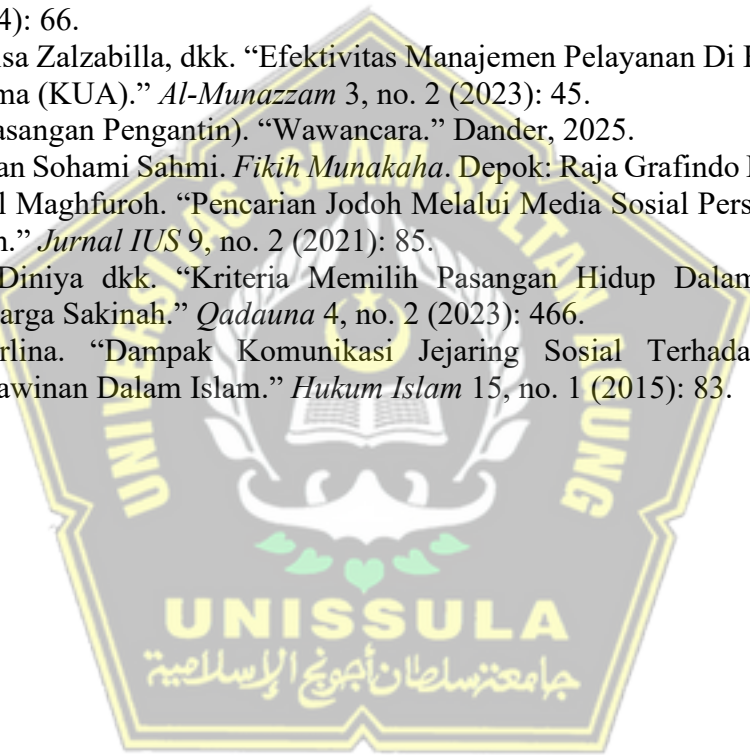 4): 66.
sa Zalzabilla, dkk. “Efektivitas Manajemen Pelayanan Di
ma (KUA).” Al-Munazzam 3, no. 2 (2023): 45.
asangan Pengantin). “Wawancara.” Dander, 2025.
an Sohami Sahmi. Fikih Munakaha. Depok: Raja Grafindo
l Maghfuroh. “Pencarian Jodoh Melalui Media Sosial Pers
n.” Jurnal IUS 9, no. 2 (2021): 85.
Diniya dkk. “Kriteria Memilih Pasangan Hidup Dalam
arga Sakinah.” Qadauna 4, no. 2 (2023): 466.
rlina. “Dampak Komunikasi Jejaring Sosial Terhada
awinan Dalam Islam.” Hukum Islam 15, no. 1 (2015): 83.
UNIVERSITAS ISLAM SULTAN AGUNG
UNISSULA
جامعة سلطان أجونج الإسلامية